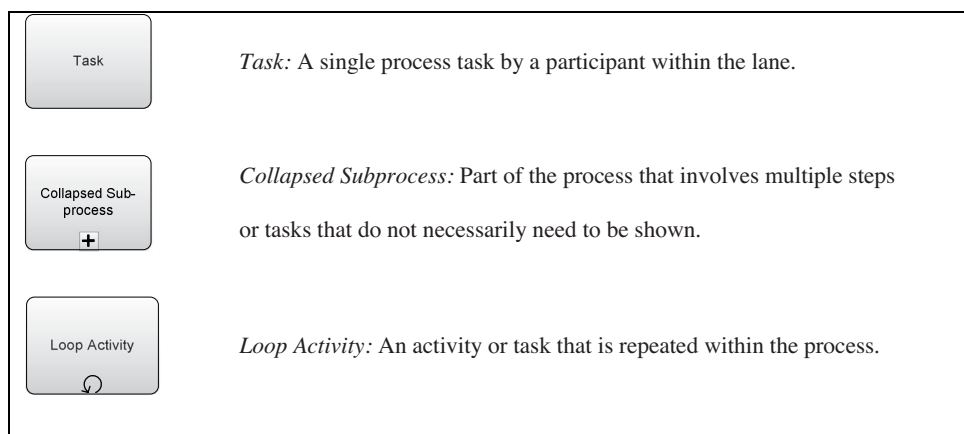 Task
Task: A single process task by a participant within the lane.
Collapsed Sub-
process
Collapsed Subprocess: Part of the process that involves multiple steps
or tasks that do not necessarily need to be shown.
Loop Activity
Loop Activity: An activity or task that is repeated within the process.